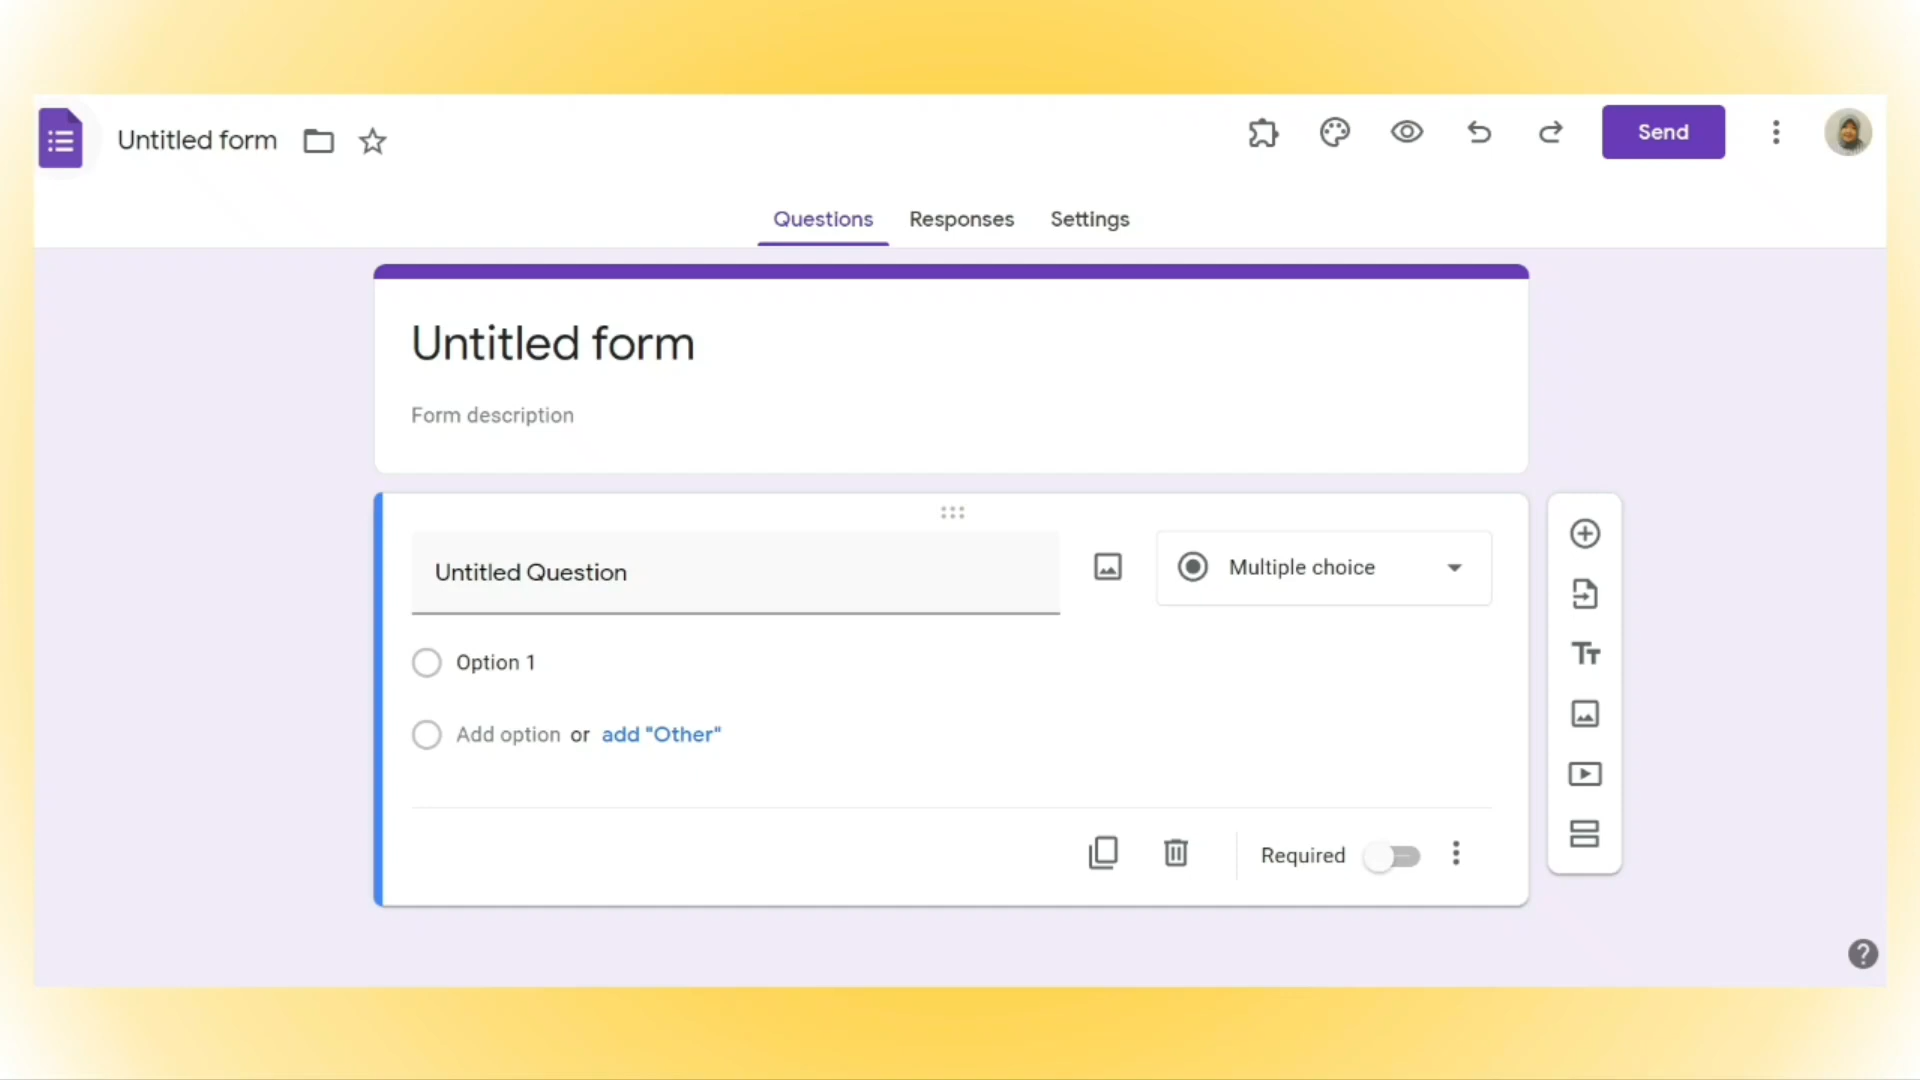 Untitled form
Send
Questions Responses Settings
Untitled form
Form description
Untitled Question
Multiple choice
Option 1
Add option or add "Other"
Required